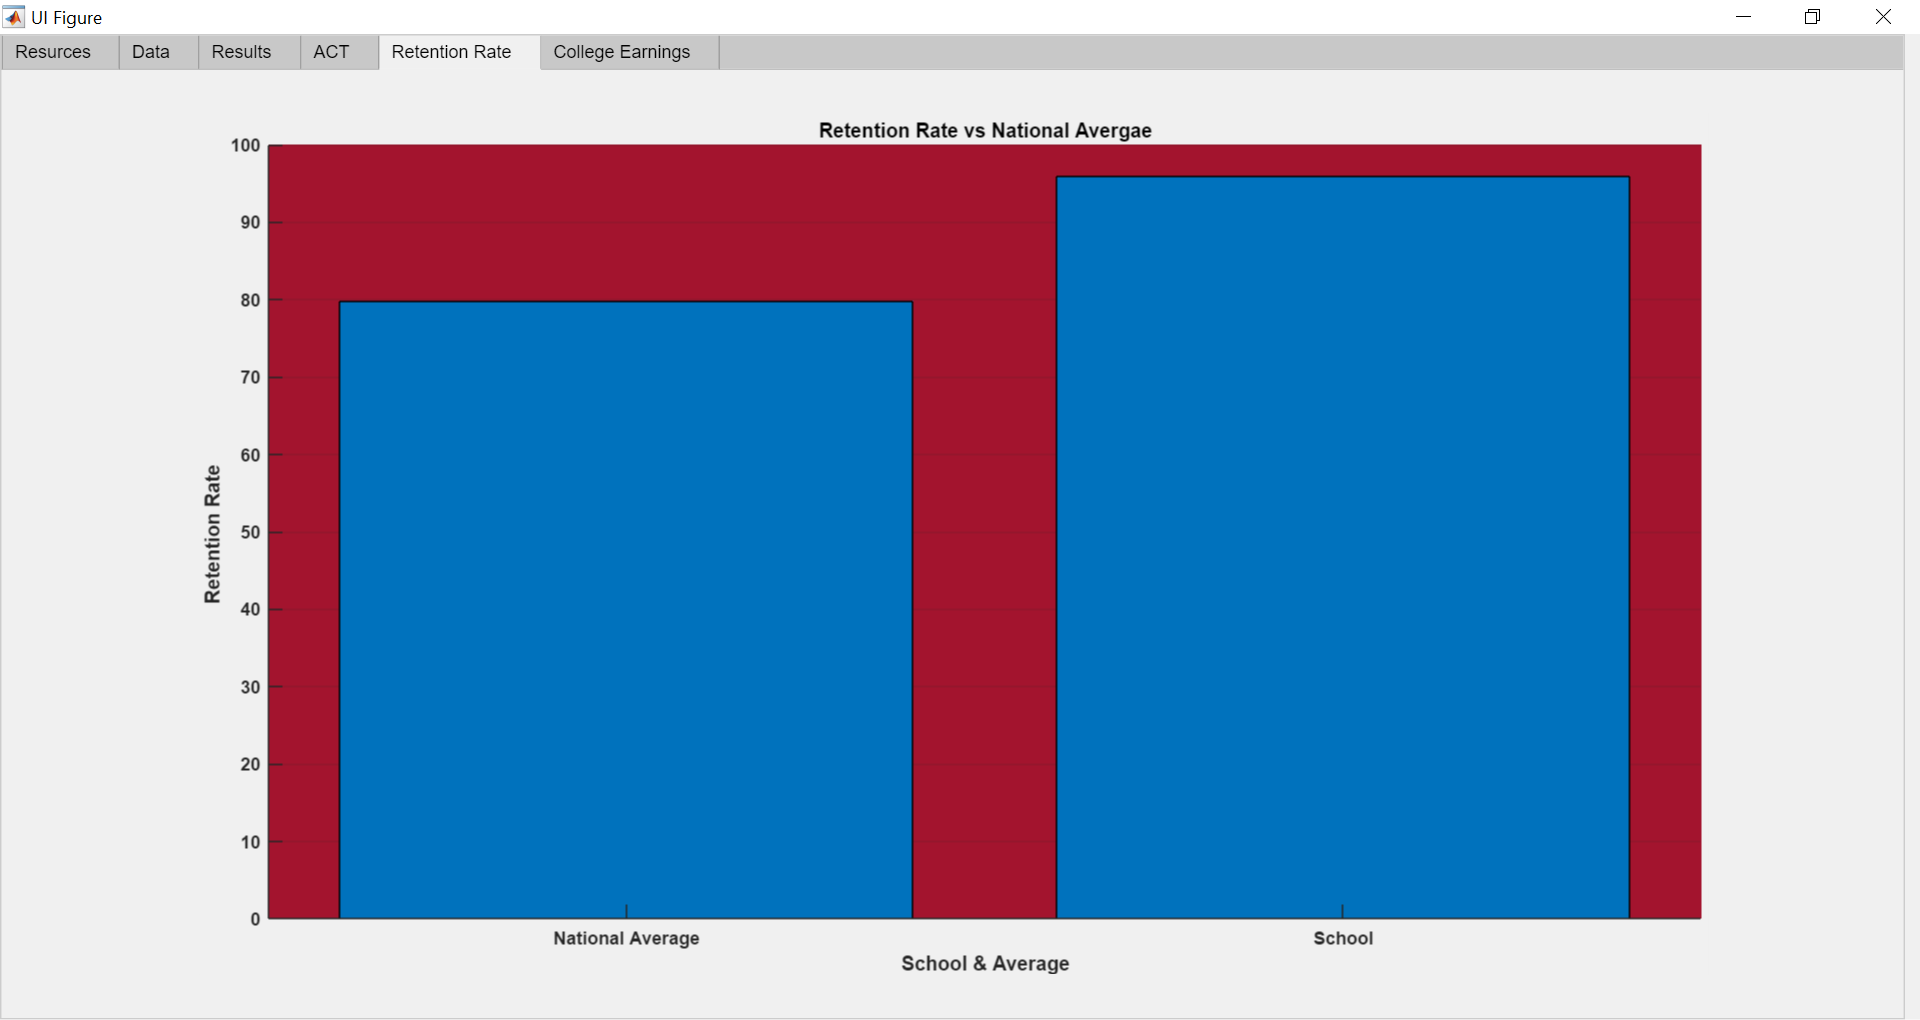 UI Figure
Resurces Data Results ACT Retention Rate College Earnings
Retention Rate vs National Avergae
100
90
80
70
60
50
40
30
20
10
0
Retention Rate
National Average School
School & Average